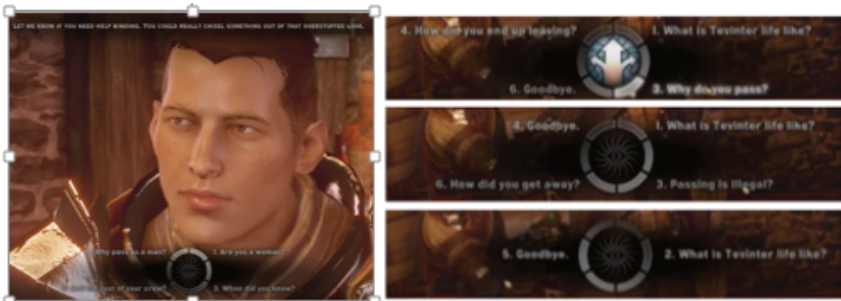 LET ME KNOW IF YOU NEED HELP BINDING. YOU COULD REALLY CHISEL SOMETHING OUT OF THAT OVERSTUFFED LOOK.
Why pass as a man?
1. Are you a woman?
rest of your crew?
3. When did you know?
4. How did you end up leaving?
1. What is Tevinter life like?
6. Goodbye.
3. Why do you pass?
4. Goodbye.
1. What is Tevinter life like?
6. How did you get away?
3. Passing is illegal?
5. Goodbye.
2. What is Tevinter life like?